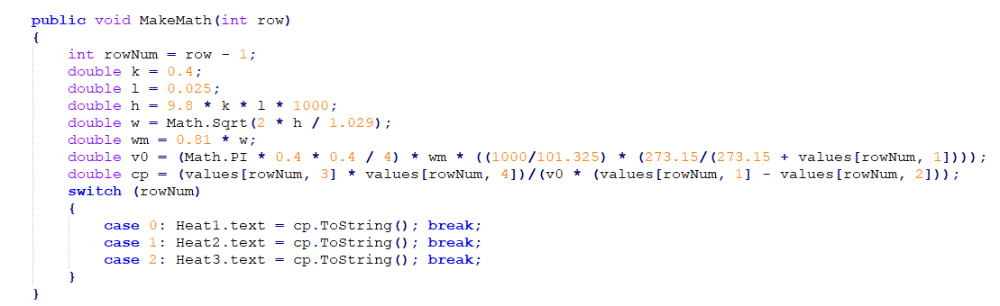 public void MakeMath(int row)
{
int rowNum = row - 1;
double k = 0.4;
double l = 0.025;
double h = 9.8 * k * l * 1000;
double w = Math.Sqrt(2 * h / 1.029);
double wm = 0.81 * w;
double v0 = (Math.PI * 0.4 * 0.4 / 4) * wm * ((1000/101.325) * (273.15/(273.15 + values[rowNum, 1])));
double cp = (values[rowNum, 3] * values[rowNum, 4])/(v0 * (values[rowNum, 1] - values[rowNum, 2]));
switch (rowNum)
{
case 0: Heat1.text = cp.ToString(); break;
case 1: Heat2.text = cp.ToString(); break;
case 2: Heat3.text = cp.ToString(); break;
}
}